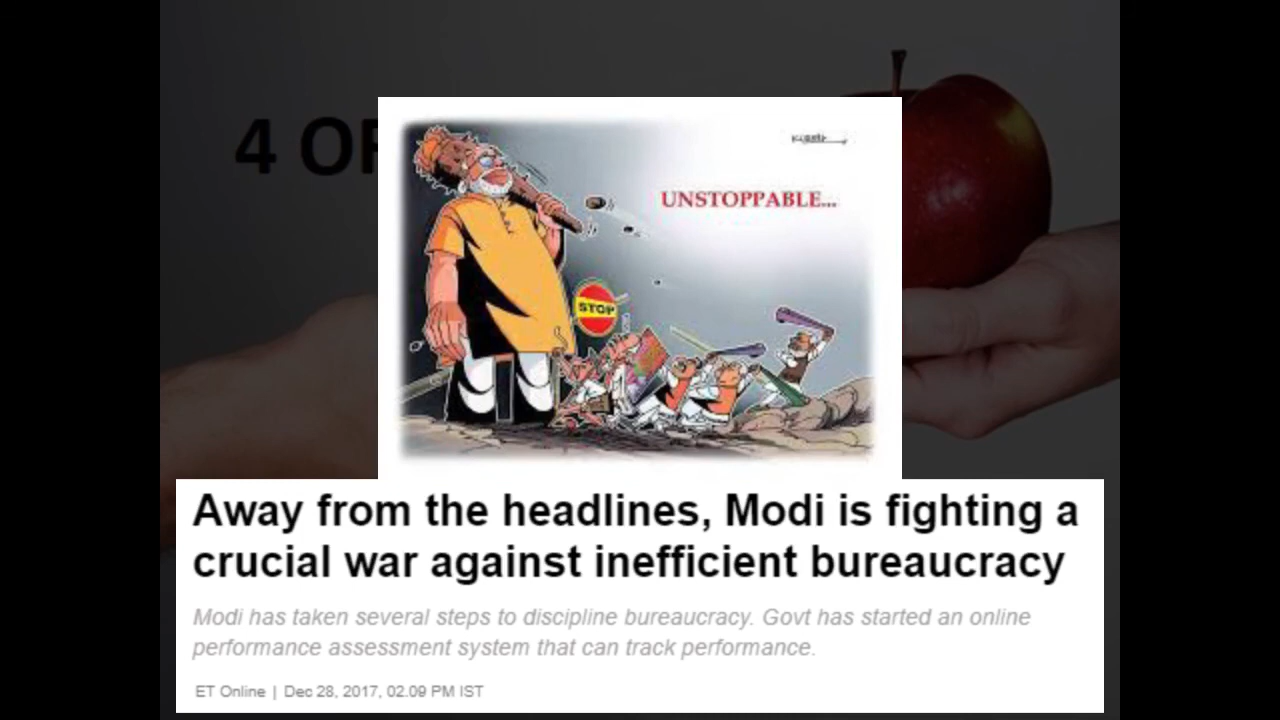 4 OF
UNSTOPPABLE...
STOP
Away from the headlines, Modi is fighting a
crucial war against inefficient bureaucracy
Modi has taken several steps to discipline bureaucracy. Govt has started an online
performance assessment system that can track performance.
ET Online | Dec 28, 2017, 02.09 PM IST